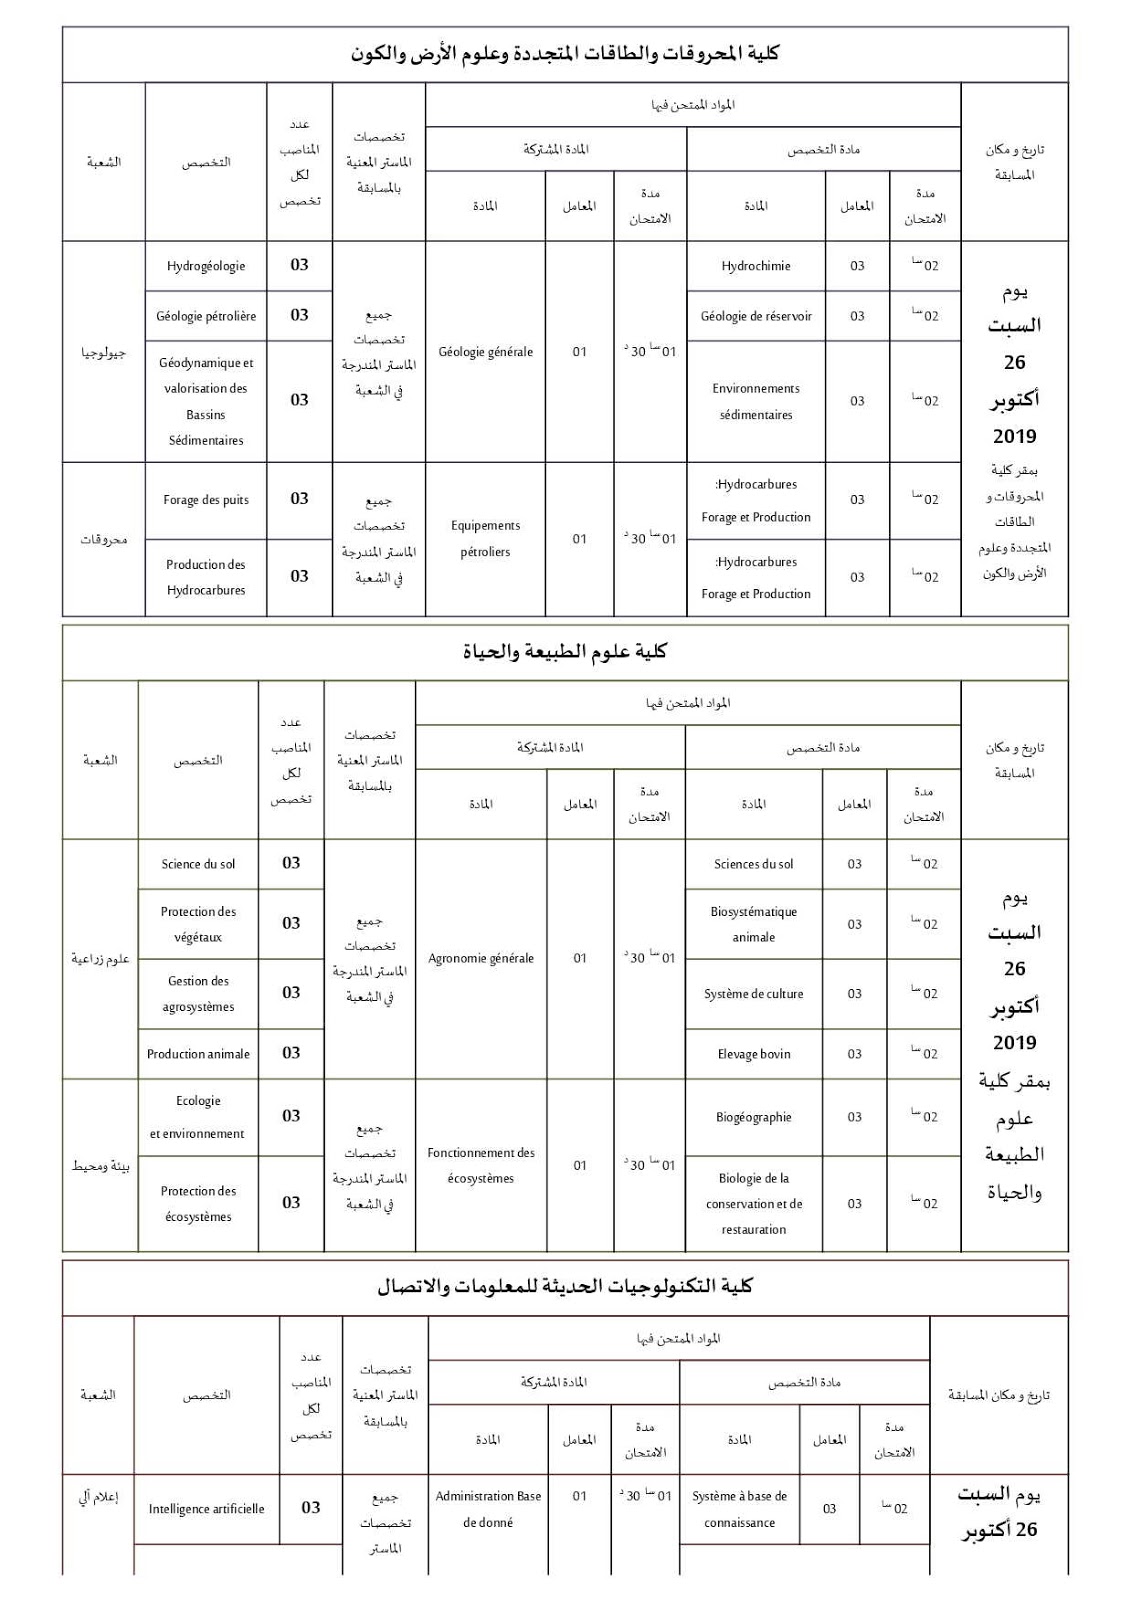 كلية المحروقات والطاقات المتجددة وعلوم الأرض والكون
الشعبة
التخصص
عدد
المناصب
لكل
تخصص
تخصصات
الماستر المعنية
بالمسابقة
المواد الممتحن فيها
المادة المشتركة
مادة التخصص
تاريخ و مكان
المسابقة
المادة
المعامل
مدة
الامتحان
المادة
المعامل
مدة
الامتحان
جيولوجيا
Hydrogéologie
03
جميع
تخصصات
الماستر المندرجة
في الشعبة
Géologie générale
01
01 سا 30 د
Hydrochimie
03
02 سا
Géologie pétrolière
03
Géologie de réservoir
03
02 سا
Géodynamique et
valorisation des
Bassins
Sédimentaires
03
Environnements
sédimentaires
03
02 سا
يوم
السبت
26
أكتوبر
2019
بمقر كلية
المحروقات و
الطاقات
المتجددة وعلوم
الأرض والكون
محروقات
Forage des puits
03
جميع
تخصصات
الماستر المندرجة
في الشعبة
Equipements
pétroliers
01
01 سا 30 د
:Hydrocarbures
Forage et Production
03
02 سا
Production des
Hydrocarbures
03
:Hydrocarbures
Forage et Production
03
02 سا
كلية علوم الطبيعة والحياة
الشعبة
التخصص
عدد
المناصب
لكل
تخصص
تخصصات
الماستر المعنية
بالمسابقة
المواد الممتحن فيها
المادة المشتركة
مادة التخصص
تاريخ و مكان
المسابقة
المادة
المعامل
مدة
الامتحان
المادة
المعامل
مدة
الامتحان
علوم زراعية
Science du sol
03
جميع
تخصصات
الماستر المندرجة
في الشعبة
Agronomie générale
01
01 سا 30 د
Sciences du sol
03
02 سا
Protection des
végétaux
03
Biosystématique
animale
03
02 سا
Gestion des
agrosystèmes
03
Système de culture
03
02 سا
Production animale
03
Elevage bovin
03
02 سا
يوم
السبت
26
أكتوبر
2019
بمقر كلية
علوم
الطبيعة
والحياة
بيئة ومحيط
Ecologie
et environnement
03
جميع
تخصصات
الماستر المندرجة
في الشعبة
Fonctionnement des
écosystèmes
01
01 سا 30 د
Biogéographie
03
02 سا
Protection des
écosystèmes
03
Biologie de la
conservation et de
restauration
03
02 سا
كلية التكنولوجيات الحديثة للمعلومات والاتصال
الشعبة
التخصص
عدد
المناصب
لكل
تخصص
تخصصات
الماستر المعنية
بالمسابقة
المواد الممتحن فيها
المادة المشتركة
مادة التخصص
تاريخ و مكان المسابقة
المادة
المعامل
مدة
الامتحان
المادة
المعامل
مدة
الامتحان
إعلام آلي
Intelligence artificielle
03
جميع
تخصصات
الماستر
Administration Base
de donné
01
01 سا 30 د
Système à base de
connaissance
03
02 سا
يوم السبت
26 أكتوبر